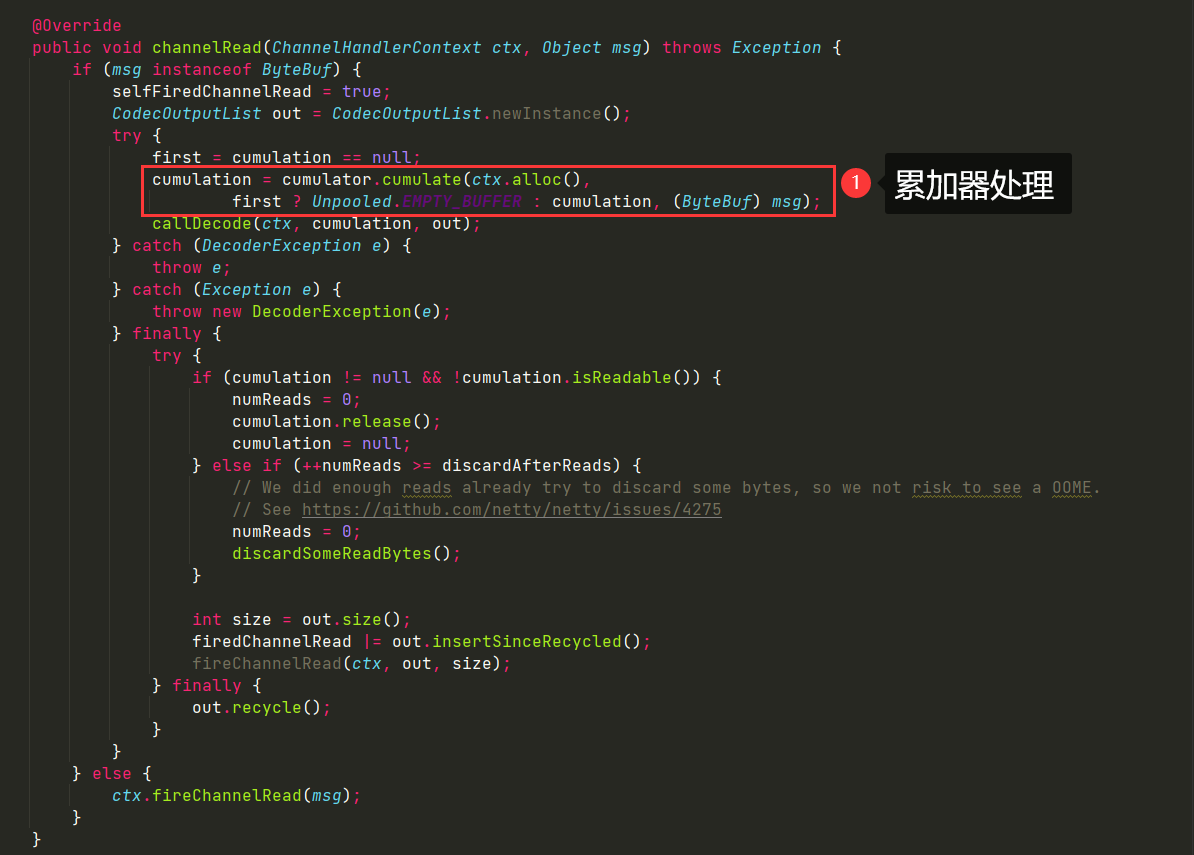 @Override
public void channelRead(ChannelHandlerContext ctx, Object msg) throws Exception {
    if (msg instanceof ByteBuf) {
        selfFiredChannelRead = true;
        CodecOutputList out = CodecOutputList.newInstance();
        try {
            first = cumulation == null;
            cumulation = cumulator.cumulate(ctx.alloc(),
                    first ? Unpooled.EMPTY_BUFFER : cumulation, (ByteBuf) msg);
1 累加器处理
            callDecode(ctx, cumulation, out);
        } catch (DecoderException e) {
            throw e;
        } catch (Exception e) {
            throw new DecoderException(e);
        } finally {
            try {
                if (cumulation != null && !cumulation.isReadable()) {
                    numReads = 0;
                    cumulation.release();
                    cumulation = null;
                } else if (++numReads >= discardAfterReads) {
                    // We did enough reads already try to discard some bytes, so we not risk to see a OOME.
                    // See https://github.com/netty/netty/issues/4275
                    numReads = 0;
                    discardSomeReadBytes();
                }

                int size = out.size();
                firedChannelRead |= out.insertSinceRecycled();
                fireChannelRead(ctx, out, size);
            } finally {
                out.recycle();
            }
        }
    } else {
        ctx.fireChannelRead(msg);
    }
}